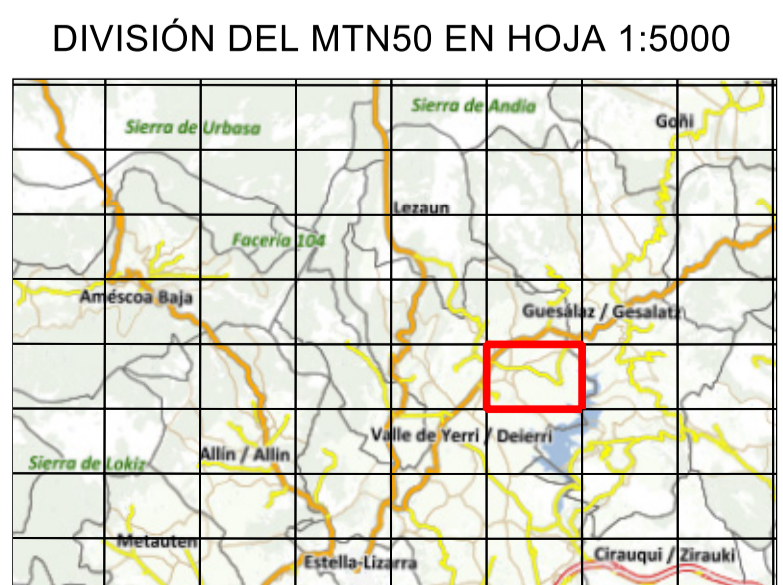 DIVISIÓN DEL MTN50 EN HOJA 1:5000
Sierra de Andia
Goñi
Sierra de Urbasa
Lezaun
Facería 104
Améscoa Baja
Guesálaz / Gesalatz
Valle de Yerri / Deierri
Allín / Allin
Sierra de Lokiz
Metauten
Cirauqui / Zirauki
Estella-Lizarra